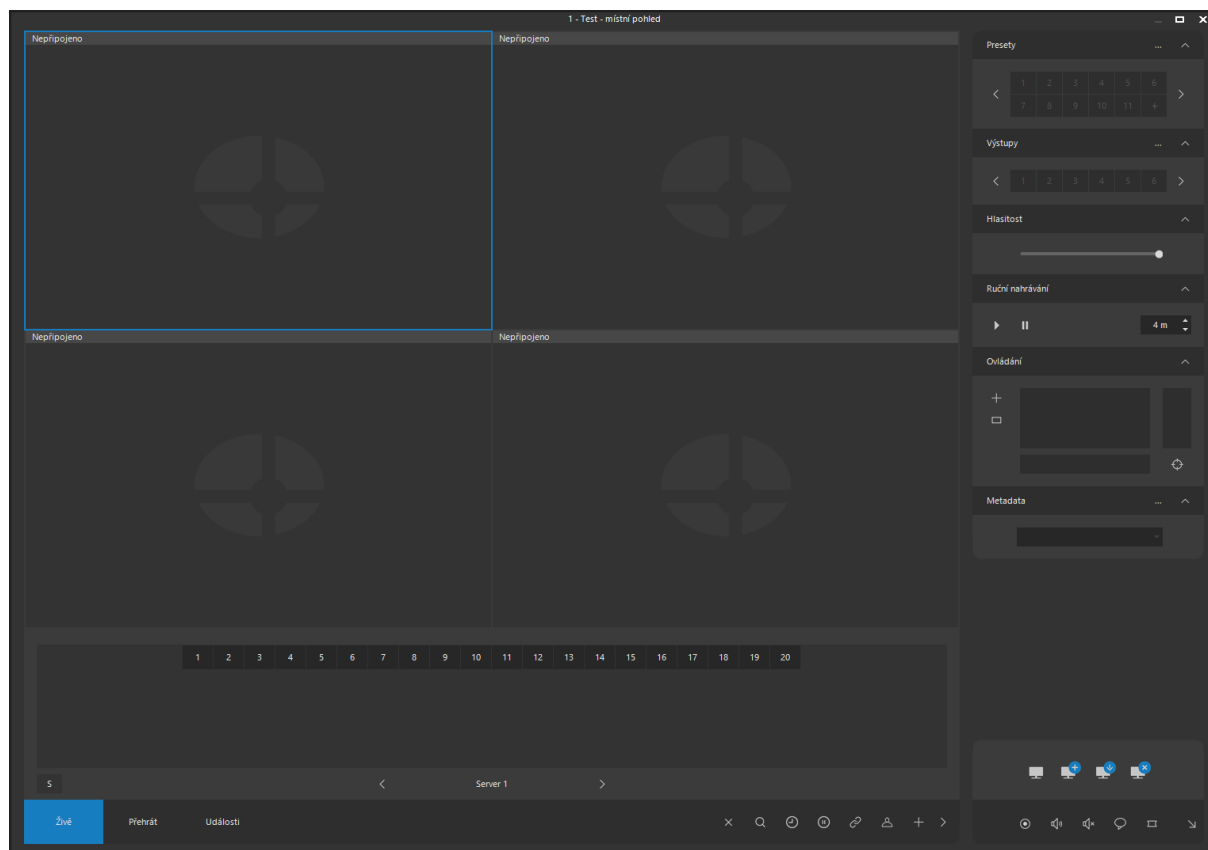 1 - Test - místní pohled
Nepřipojeno
Nepřipojeno
Nepřipojeno
Nepřipojeno
1 2 3 4 5 6 7 8 9 10 11 12 13 14 15 16 17 18 19 20
S
Server 1
Živě Přehrát Události
Presety ...
1 2 3 4 5 6
7 8 9 10 11 +
Výstupy ...
1 2 3 4 5 6
Hlasitost
Ruční nahrávání
4 m
Ovládání
Metadata ...